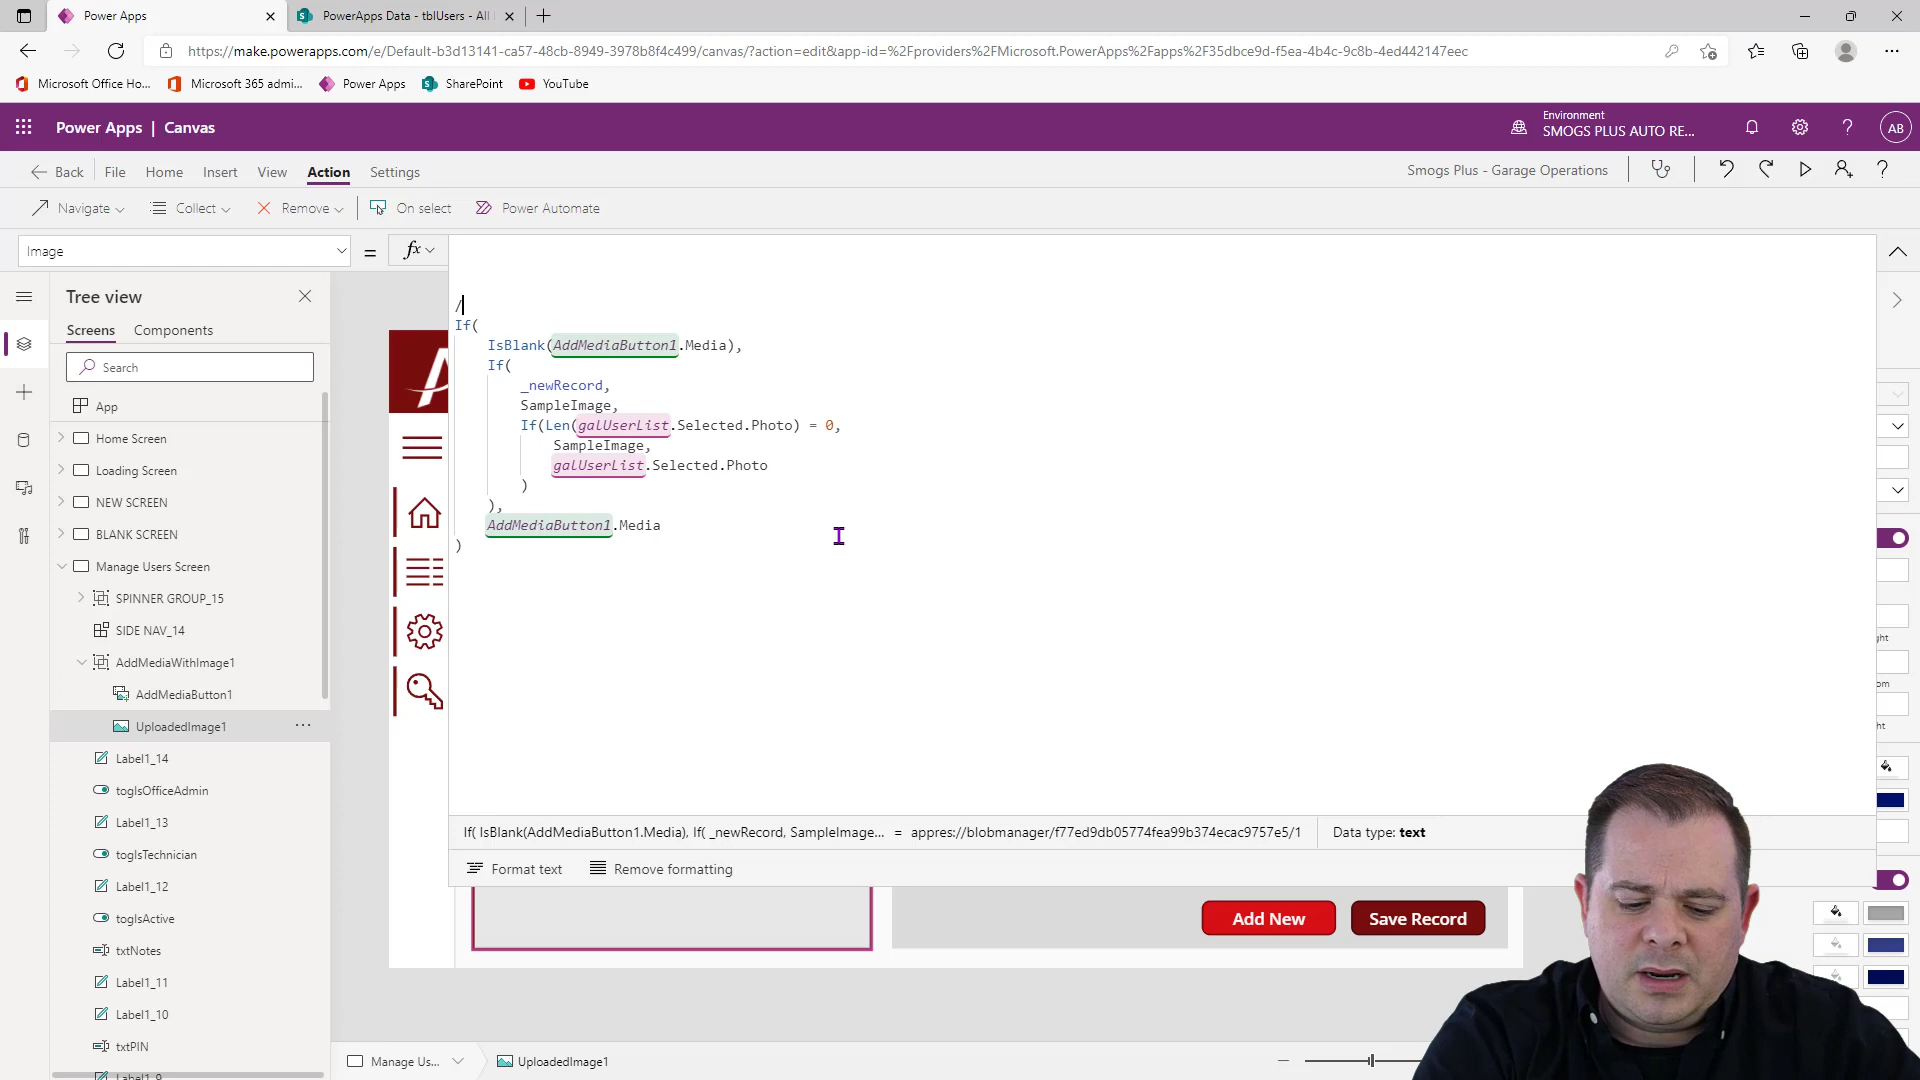 Power Apps
PowerApps Data - tblUsers - All
https://make.powerapps.com/e/Default-b3d13141-ca57-48cb-8949-3978b8f4c499/canvas/?action=edit&app-id=%2Fproviders%2FMicrosoft.PowerApps%2Fapps%2F35dbce9d-f5ea-4b4c-9c8b-4ed442147eec
Microsoft Office Ho...
Microsoft 365 admi...
Power Apps
SharePoint
YouTube
Power Apps | Canvas
Environment
SMOGS PLUS AUTO RE...
AB
Back
File
Home
Insert
View
Action
Settings
Smogs Plus - Garage Operations
Navigate
Collect
Remove
On select
Power Automate
Image
=
fx
Tree view
Screens
Components
Search
App
Home Screen
Loading Screen
NEW SCREEN
BLANK SCREEN
Manage Users Screen
SPINNER GROUP_15
SIDE NAV_14
AddMediaWithImage1
AddMediaButton1
UploadedImage1
Label1_14
togIsOfficeAdmin
Label1_13
togIsTechnician
Label1_12
togIsActive
txtNotes
Label1_11
Label1_10
txtPIN
Label1_9
/
If(
IsBlank(AddMediaButton1.Media),
If(
_newRecord,
SampleImage,
If(Len(galUserList.Selected.Photo) = 0,
SampleImage,
galUserList.Selected.Photo
)
),
AddMediaButton1.Media
)
If( IsBlank(AddMediaButton1.Media), If( _newRecord, SampleImage... = appres://blobmanager/f77ed9db05774fea99b374ecac9757e5/1
Data type: text
Format text
Remove formatting
Add New
Save Record
Manage Us...
UploadedImage1
ght
om
ht